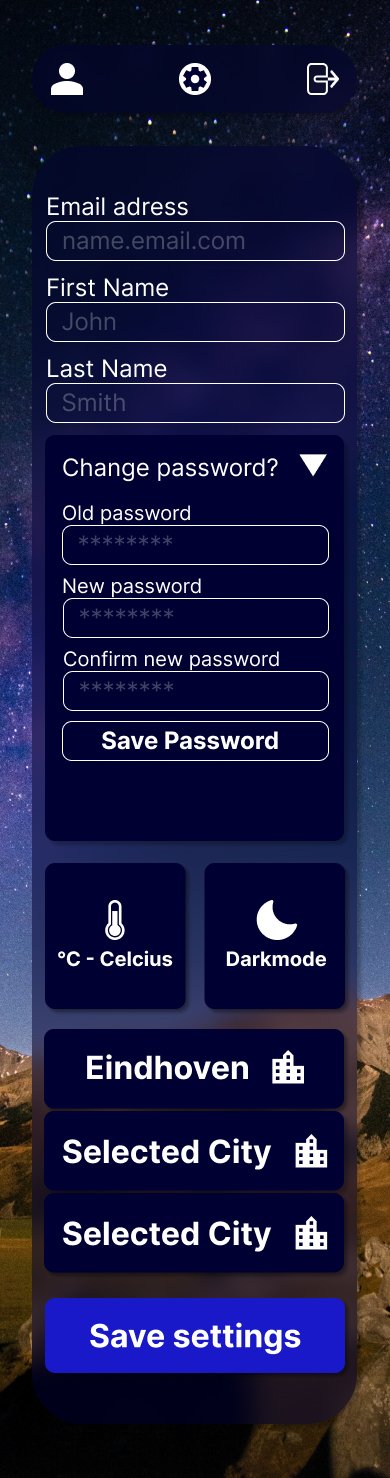 Email adress
name.email.com
First Name
John
Last Name
Smith
Change password?
Old password
********
New password
********
Confirm new password
********
Save Password
°C - Celcius
Darkmode
Eindhoven
Selected City
Selected City
Save settings